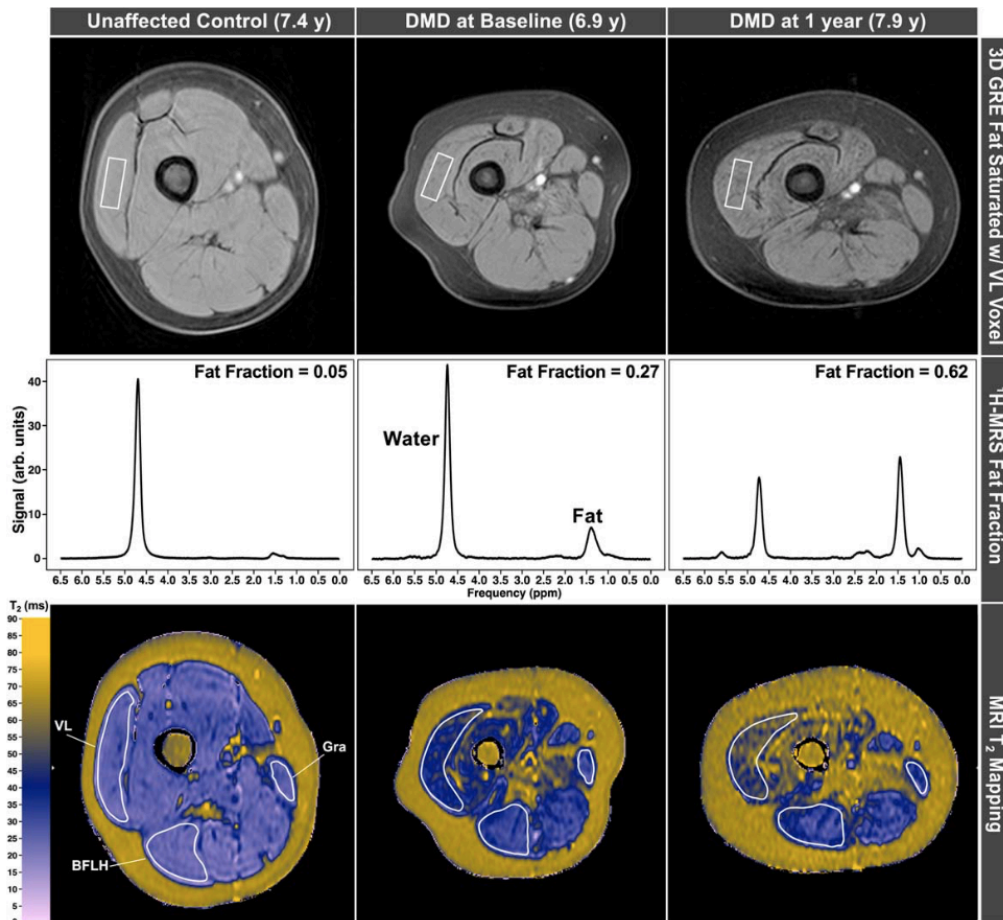 Unaffected Control (7.4 y)
DMD at Baseline (6.9 y)
DMD at 1 year (7.9 y)
3D GRE Fat Saturated w/ VL Voxel
Fat Fraction = 0.05
Fat Fraction = 0.27
Fat Fraction = 0.62
Signal (arb. units)
40
30
20
10
0
Water
Fat
6.5 6.0 5.5 5.0 4.5 4.0 3.5 3.0 2.5 2.0 1.5 1.0 0.5 0.0
6.5 6.0 5.5 5.0 4.5 4.0 3.5 3.0 2.5 2.0 1.5 1.0 0.5 0.0
6.5 6.0 5.5 5.0 4.5 4.0 3.5 3.0 2.5 2.0 1.5 1.0 0.5 0.0
Frequency (ppm)
¹H-MRS Fat Fraction
T₂ (ms)
90
85
80
75
70
65
60
55
50
45
40
35
30
25
20
15
10
5
0
VL
Gra
BFLH
MRI T₂ Mapping